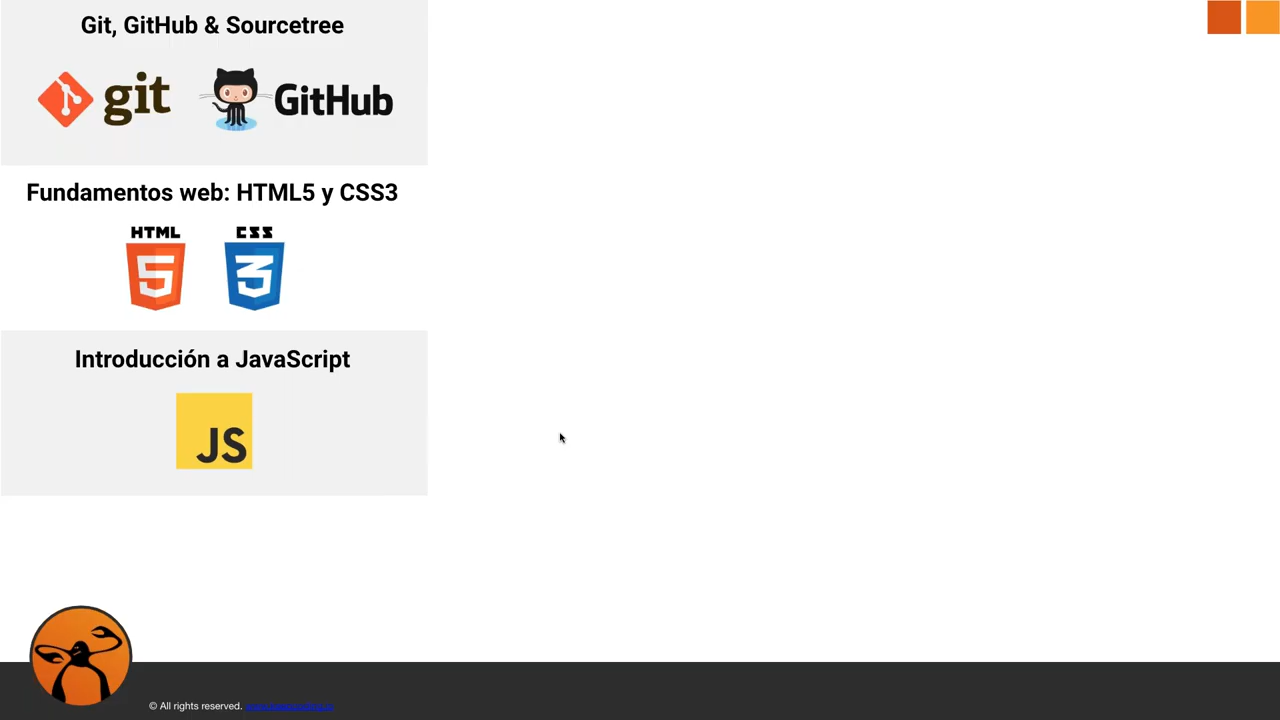 Git, GitHub & Sourcetree
git GitHub
Fundamentos web: HTML5 y CSS3
HTML CSS
5 3
Introducción a JavaScript
JS
© All rights reserved.